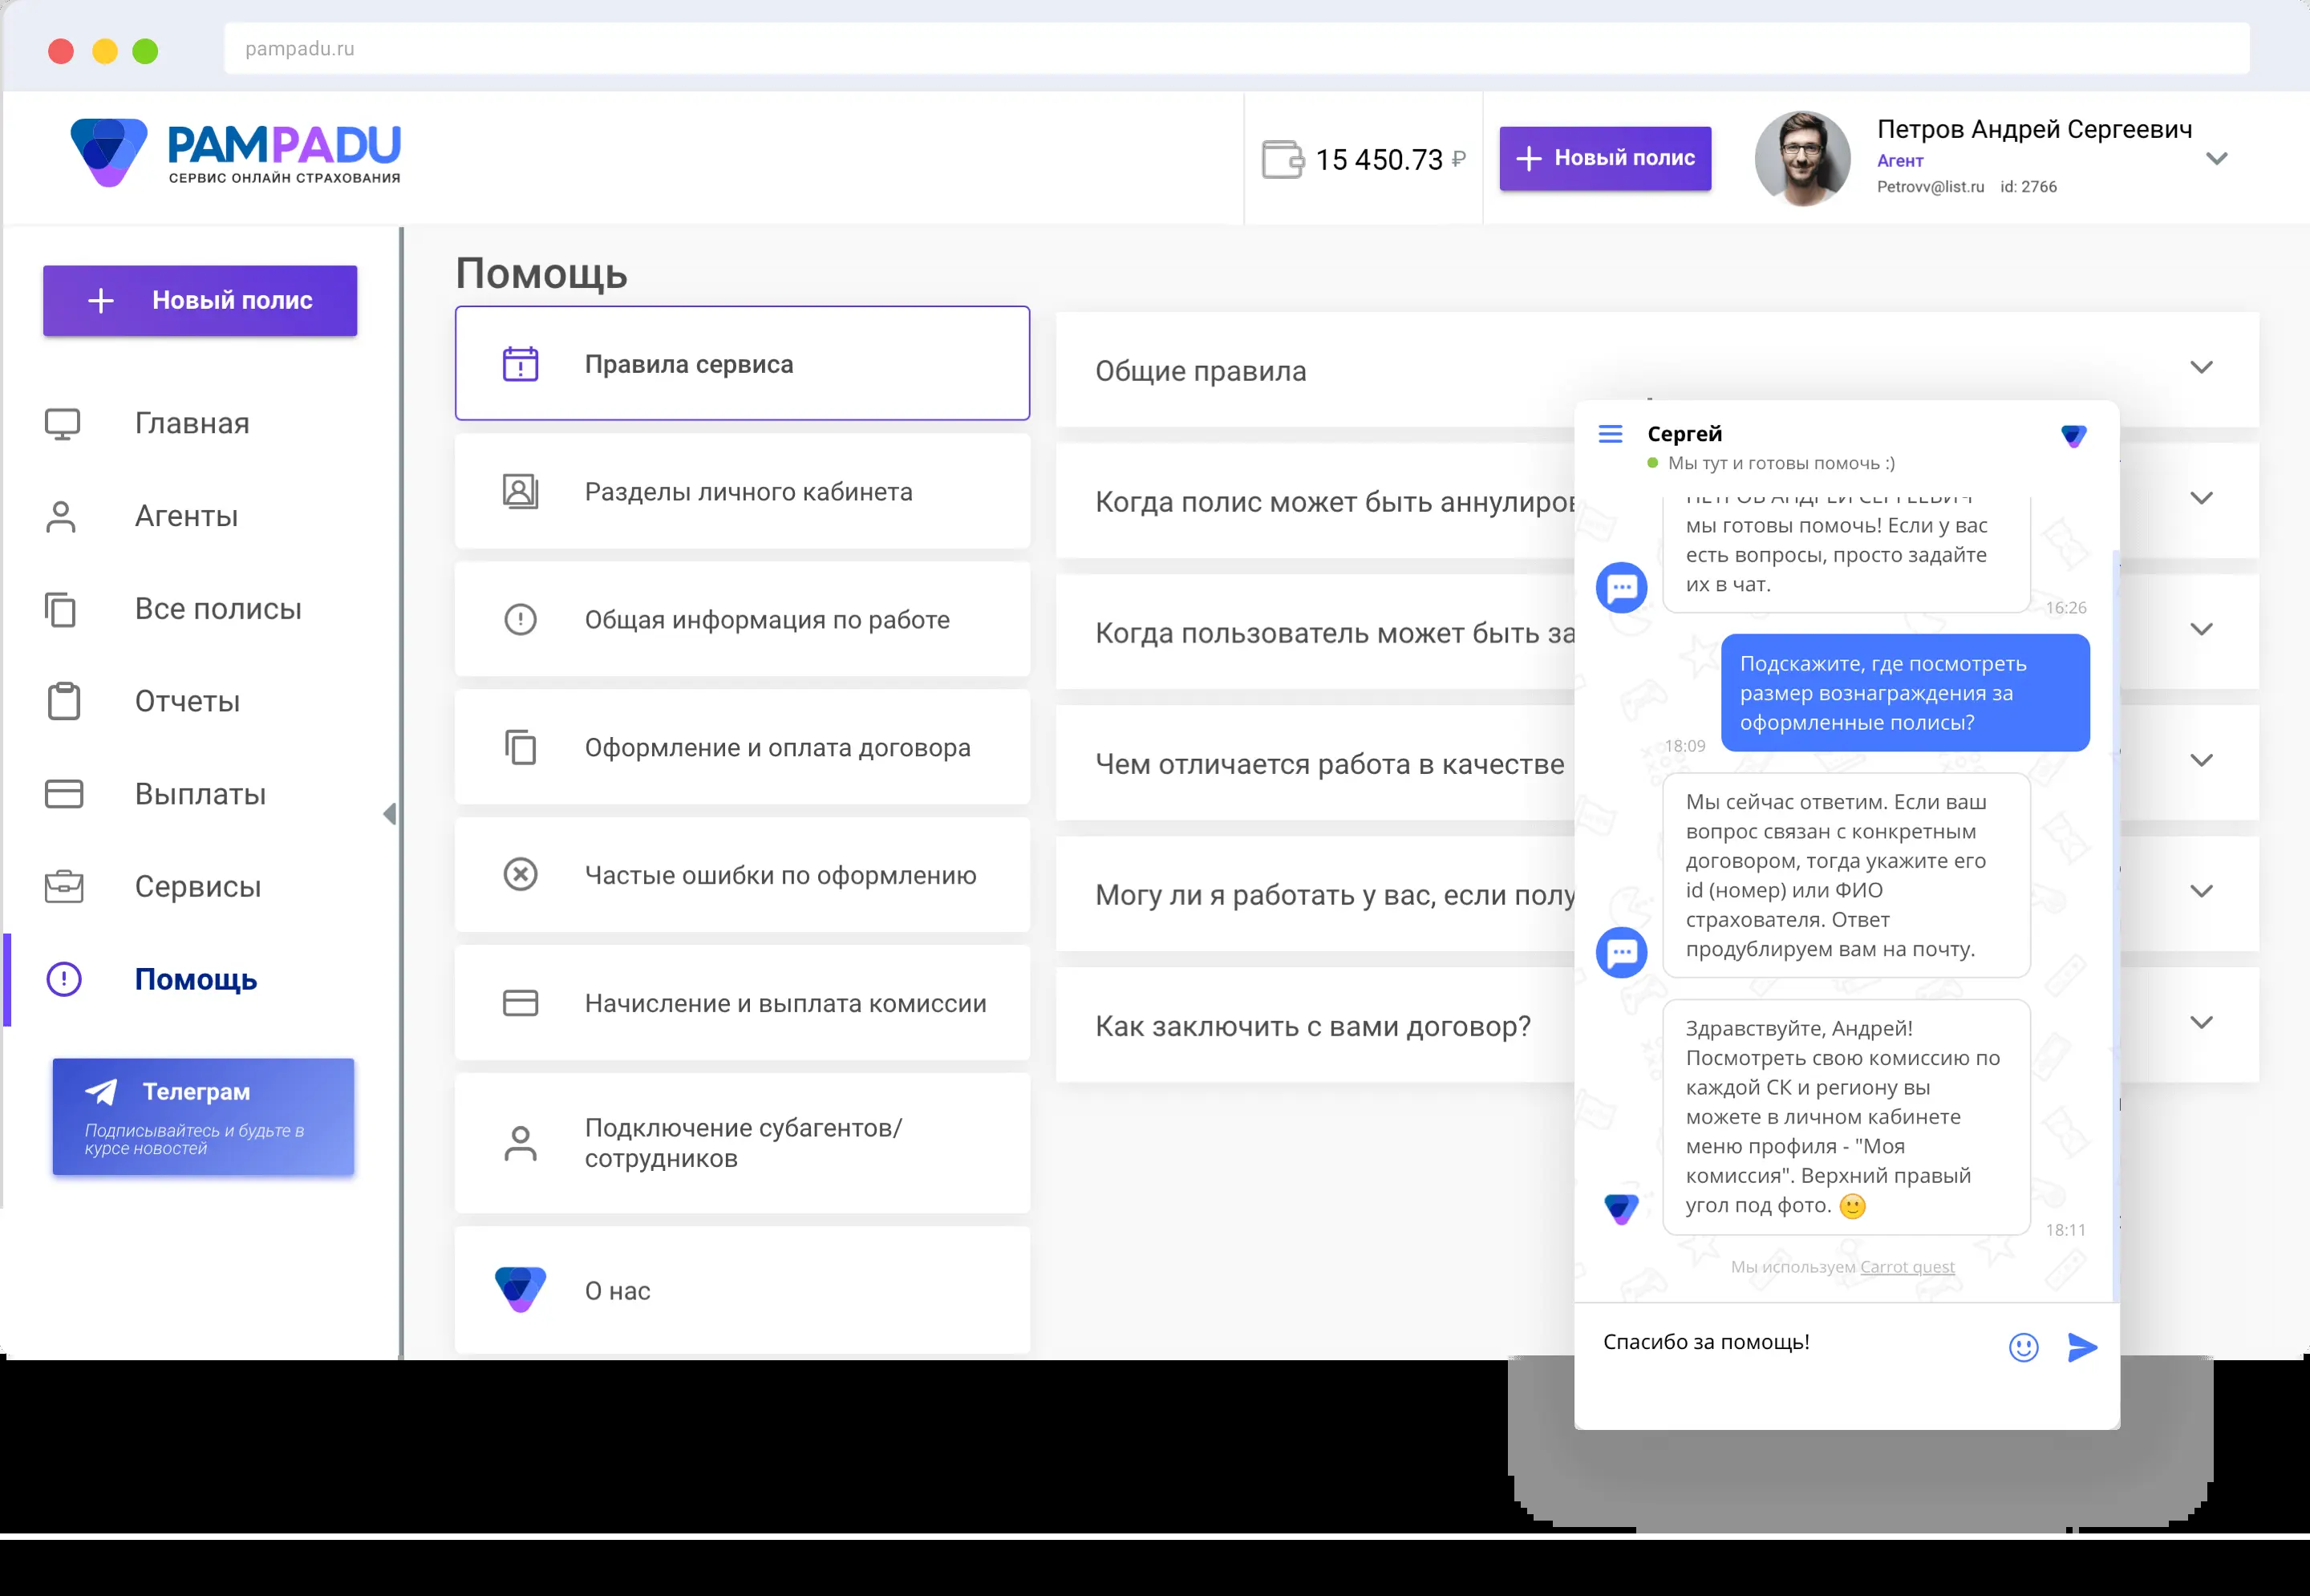 pampadu.ru
PAMPADU
СЕРВИС ОНЛАЙН СТРАХОВАНИЯ
15 450.73 ₽
Новый полис
Петров Андрей Сергеевич
Агент
Petrovv@list.ru id: 2766
Новый полис
Главная
Агенты
Все полисы
Отчеты
Выплаты
Сервисы
Помощь
Телеграм
Подписывайтесь и будьте в
курсе новостей
Помощь
Правила сервиса
Разделы личного кабинета
Общая информация по работе
Оформление и оплата договора
Частые ошибки по оформлению
Начисление и выплата комиссии
Подключение субагентов/
сотрудников
О нас
Общие правила
Когда полис может быть
Когда пользователь может быть
Чем отличается работа в качестве
Могу ли я работать у вас, если
Как заключить с вами договор?
Сергей
Мы тут и готовы помочь :)
ПЕТРОВ АНДРЕЙ СЕРГЕЕВИЧ
мы готовы помочь! Если у вас
есть вопросы, просто задайте
их в чат.
16:26
Подскажите, где посмотреть
размер вознаграждения за
оформленные полисы?
18:09
Мы сейчас ответим. Если ваш
вопрос связан с конкретным
договором, тогда укажите его
id (номер) или ФИО
страхователя. Ответ
продублируем вам на почту.
Здравствуйте, Андрей!
Посмотреть свою комиссию по
каждой СК и региону вы
можете в личном кабинете
меню профиля - "Моя
комиссия". Верхний правый
угол под фото. 🙂
18:11
Мы используем Carrot quest
Спасибо за помощь!